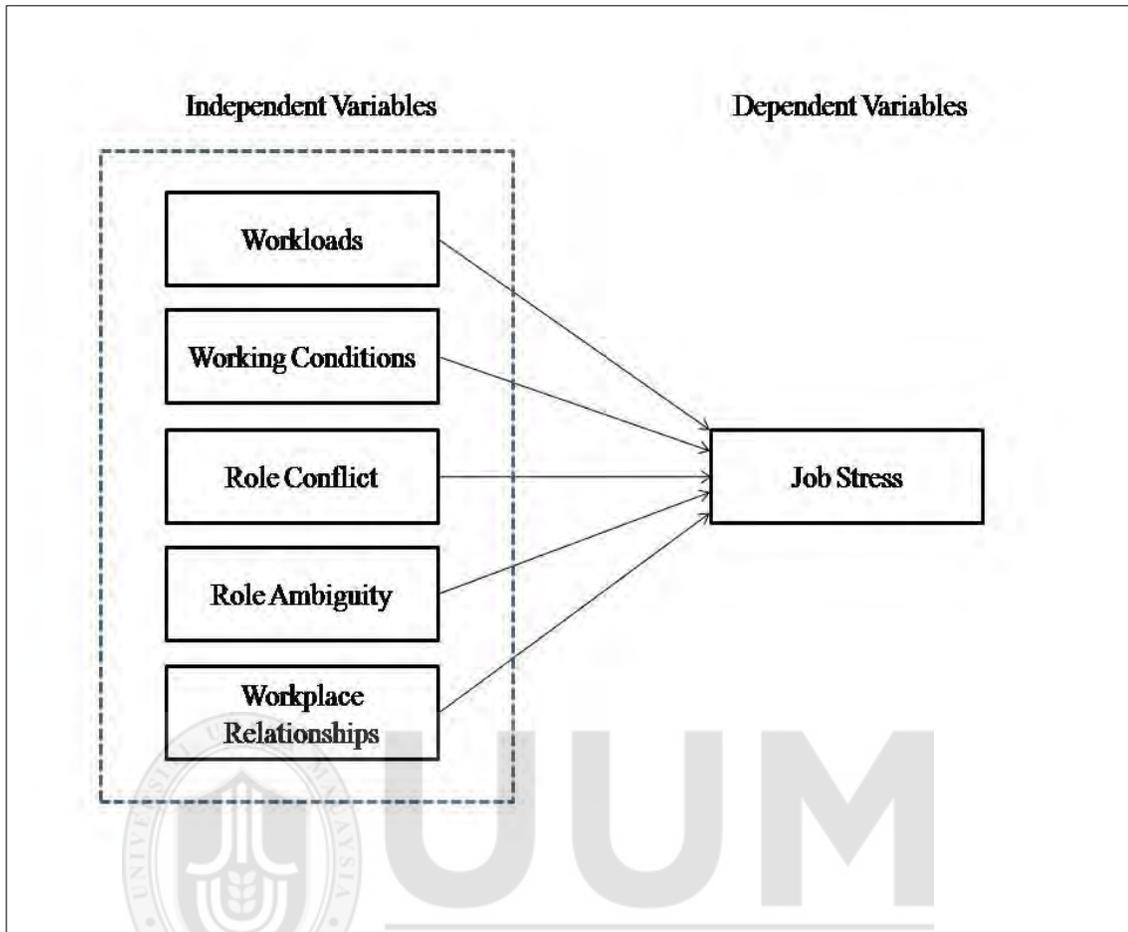 Independent Variables
Dependent Variables
Workloads
Working Conditions
Role Conflict
Job Stress
Role Ambiguity
Workplace
Relationships
UUM